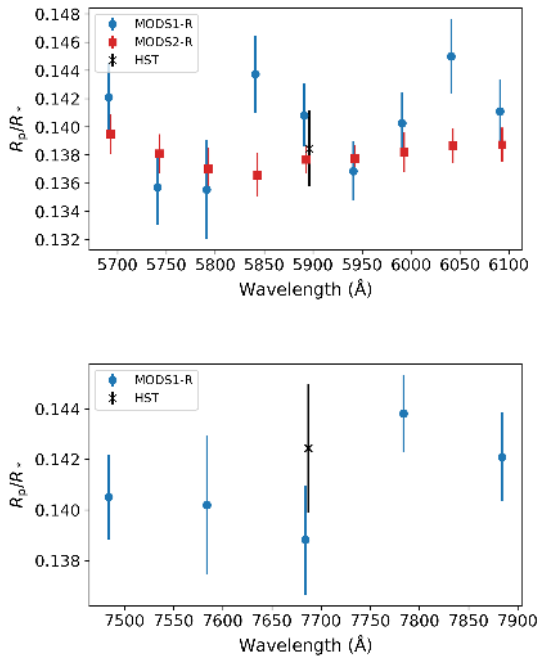 0.148
0.146
0.144
0.142
0.140
0.138
0.136
0.134
0.132
Rp/R*
MODS1-R
MODS2-R
HST
5700 5750 5800 5850 5900 5950 6000 6050 6100
Wavelength (Å)
0.144
0.142
0.140
0.138
Rp/R*
MODS1-R
HST
7500 7550 7600 7650 7700 7750 7800 7850 7900
Wavelength (Å)